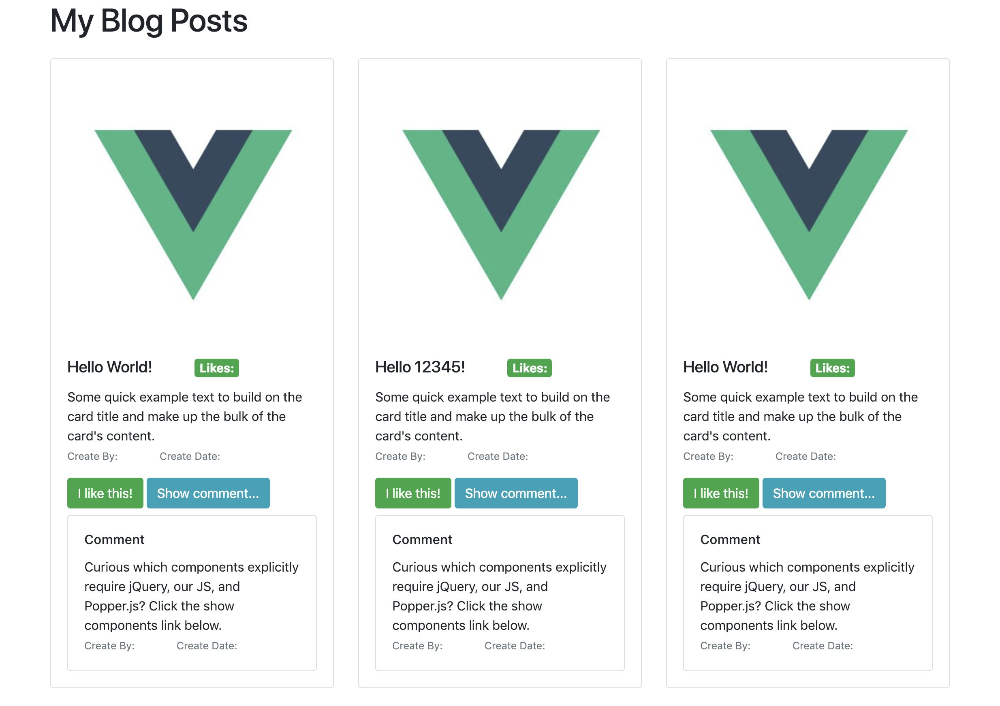 My Blog Posts
Hello World! Likes:
Some quick example text to build on the
card title and make up the bulk of the
card's content.
Create By: Create Date:
I like this! Show comment...
Comment
Curious which components explicitly
require jQuery, our JS, and
Popper.js? Click the show
components link below.
Create By: Create Date:
Hello 12345! Likes:
Some quick example text to build on the
card title and make up the bulk of the
card's content.
Create By: Create Date:
I like this! Show comment...
Comment
Curious which components explicitly
require jQuery, our JS, and
Popper.js? Click the show
components link below.
Create By: Create Date:
Hello World! Likes:
Some quick example text to build on the
card title and make up the bulk of the
card's content.
Create By: Create Date:
I like this! Show comment...
Comment
Curious which components explicitly
require jQuery, our JS, and
Popper.js? Click the show
components link below.
Create By: Create Date: